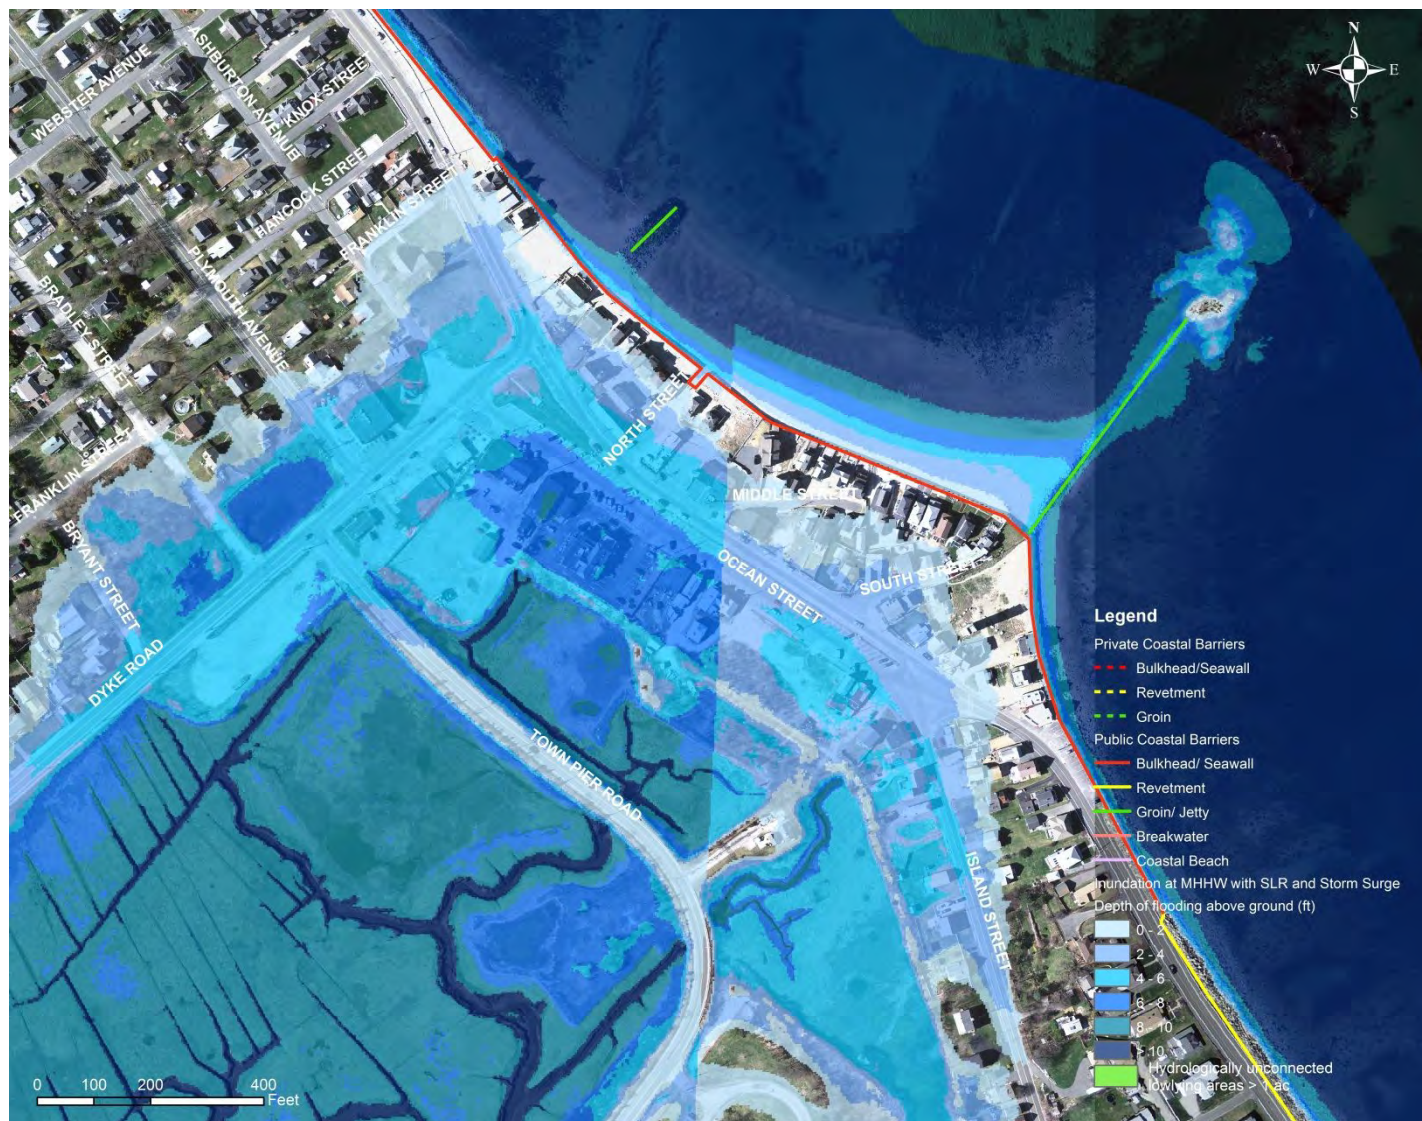 N
W E
S
WEBSTER AVENUE
ASHBURTON AVENUE
KNOX STREET
HANCOCK STREET
FRANKLIN STREET
PLYMOUTH AVENUE
BRADLEY STREET
FRANKLIN STREET
BRYANT STREET
DYKE ROAD
NORTH STREET
MIDDLE STREET
OCEAN STREET
SOUTH STREET
TOWN PIER ROAD
ISLAND STREET
Legend
Private Coastal Barriers
Bulkhead/Seawall
Revetment
Groin
Public Coastal Barriers
Bulkhead/ Seawall
Revetment
Groin/ Jetty
Breakwater
Coastal Beach
Inundation at MHHW with SLR and Storm Surge
Depth of flooding above ground (ft)
0 - 2
2 - 4
4 - 6
6 - 8
8 - 10
> 10
Hydrologically unconnected
lowlying areas > 1 ac
0 100 200 400
Feet